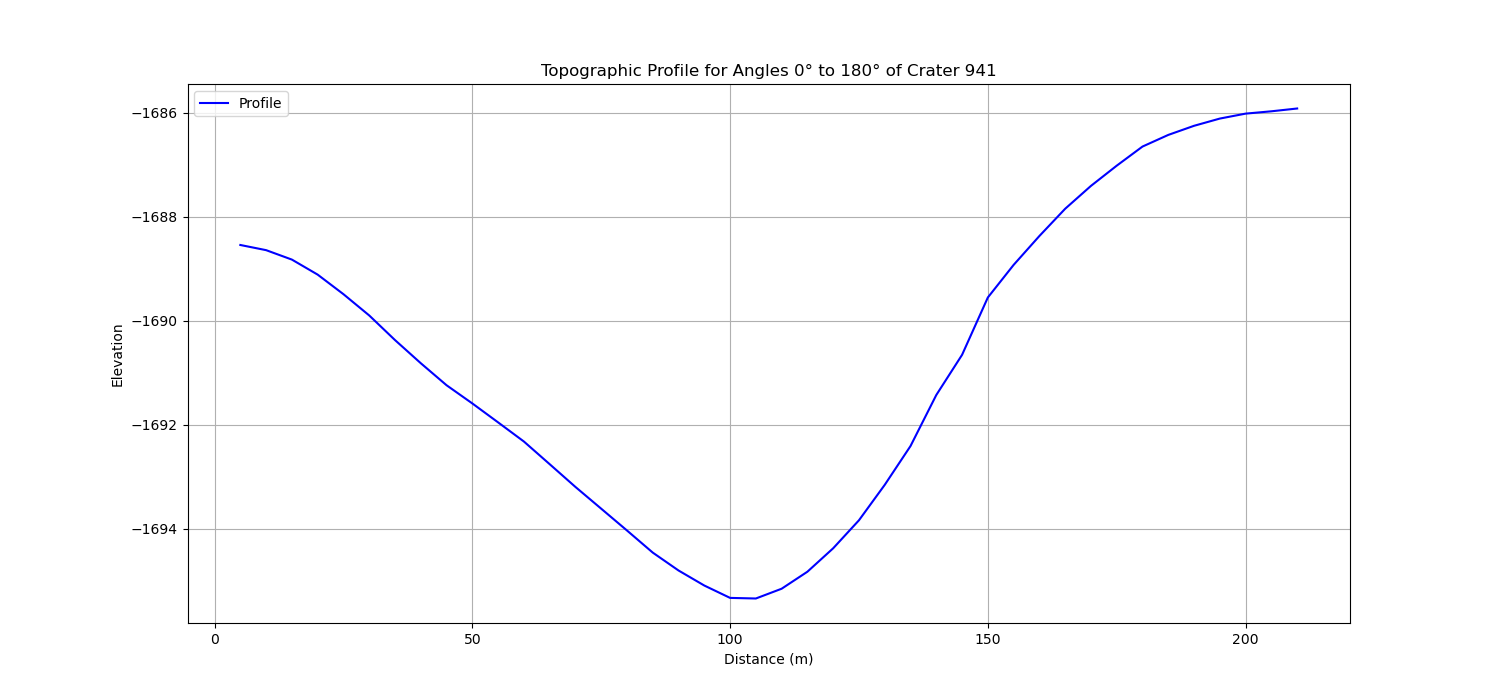 Topographic Profile for Angles 0° to 180° of Crater 941
Profile
−1686
−1688
−1690
−1692
−1694
Elevation
0 50 100 150 200
Distance (m)